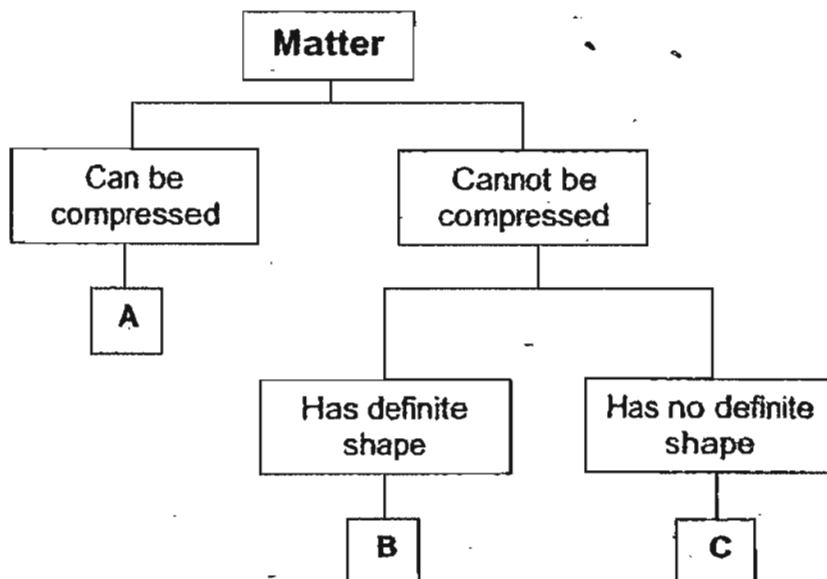 Matter
Can be
compressed
Cannot be
compressed
A
Has definite
shape
Has no definite
shape
B
C